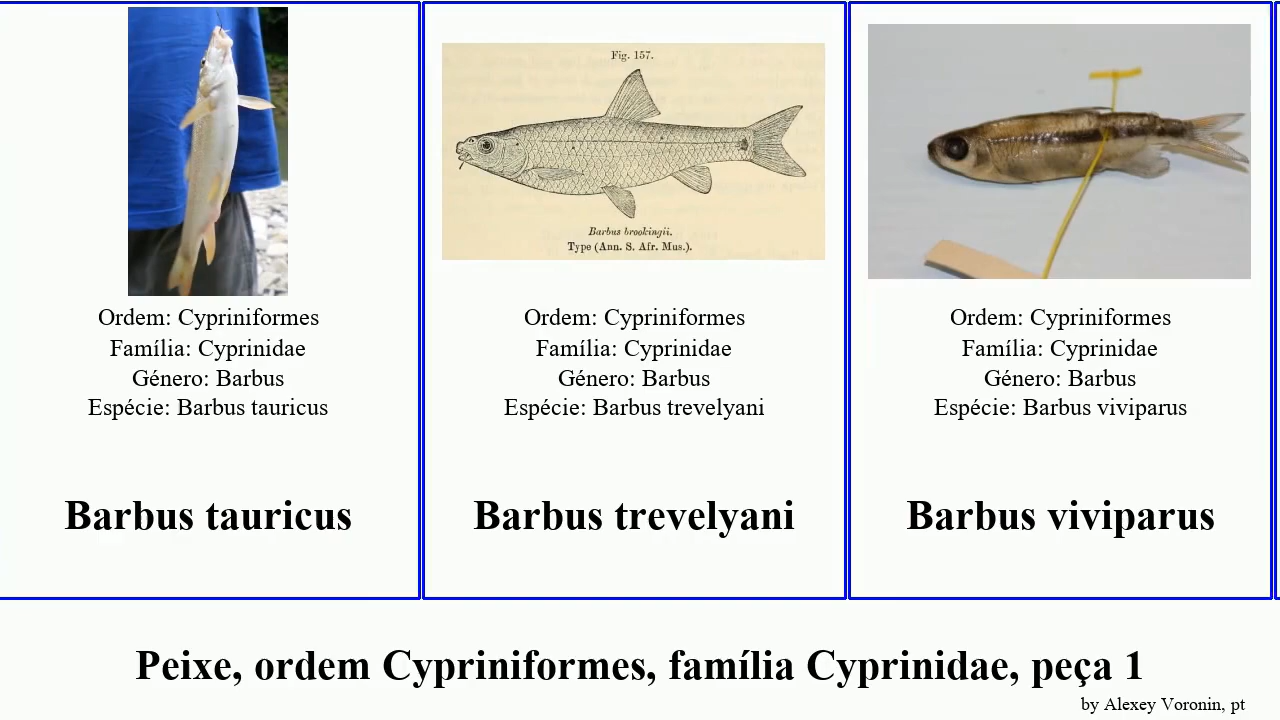 Fig. 157.
Barbus brookingii.
Type (Ann. S. Afr. Mus.).
Ordem: Cypriniformes
Família: Cyprinidae
Género: Barbus
Espécie: Barbus tauricus
Barbus tauricus
Ordem: Cypriniformes
Família: Cyprinidae
Género: Barbus
Espécie: Barbus trevelyani
Barbus trevelyani
Ordem: Cypriniformes
Família: Cyprinidae
Género: Barbus
Espécie: Barbus viviparus
Barbus viviparus
Peixe, ordem Cypriniformes, família Cyprinidae, peça 1
by Alexey Voronin, pt